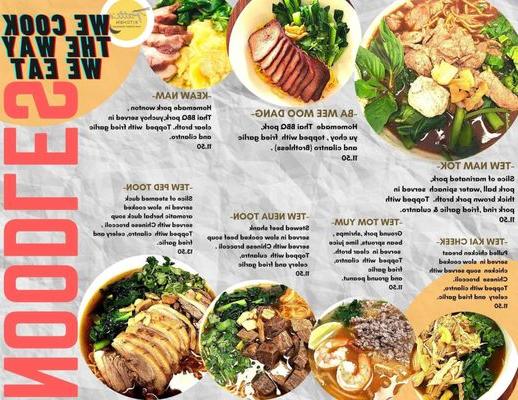 WE COOK
THE WAY
WE EAT
NOODLES
KITCHEN
-KEAW NAM-
Homemade pork wonton,
Thai BBQ pork,yuchoy served in
clear broth. Topped with fried garlic
and cilantro.
11.50
-BA MEE MOO DANG-
Homemade Thai BBQ pork,
yu choy , Topped with fried garlic
and cilantro (Brothless) .
11.50
-TEW NAM TOK-
Slice of marinated pork,
pork ball, water spinach served in
thick pork brown broth. Topped with
pork rind ,fried garlic & culantro.
11.50
-TEW PET TOON-
Slice of steamed duck
served in slow cooked
aromatic herbal duck soup
served with Chinese broccoli.
Topped with cilantro, celery and
fried garlic.
13.50
-TEW NEUA TOON-
Stewed beef shank
served in slow cooked beef soup
served with Chinese broccoli.
Topped with cilantro,
celery and fried garlic
11.50
-TEW TOM YUM-
Ground pork , shrimps,
bean sprouts, lime juice
served in clear broth .
Topped with cilantro,
fried garlic
and ground peanut.
11.50
-TEW KAI CHEEK-
Pulled chicken breast
served in slow cooked
chicken soup served with
Chinese broccoli.
Topped with cilantro,
celery and fried garlic.
11.50